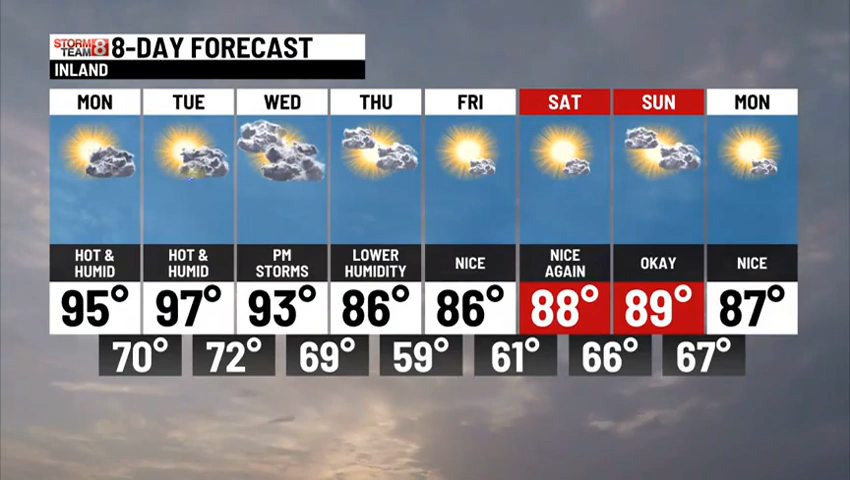 STORM TEAM 8 8-DAY FORECAST
INLAND
MON TUE WED THU FRI SAT SUN MON
HOT & HUMID HOT & HUMID PM STORMS LOWER HUMIDITY NICE NICE AGAIN OKAY NICE
95° 97° 93° 86° 86° 88° 89° 87°
70° 72° 69° 59° 61° 66° 67°